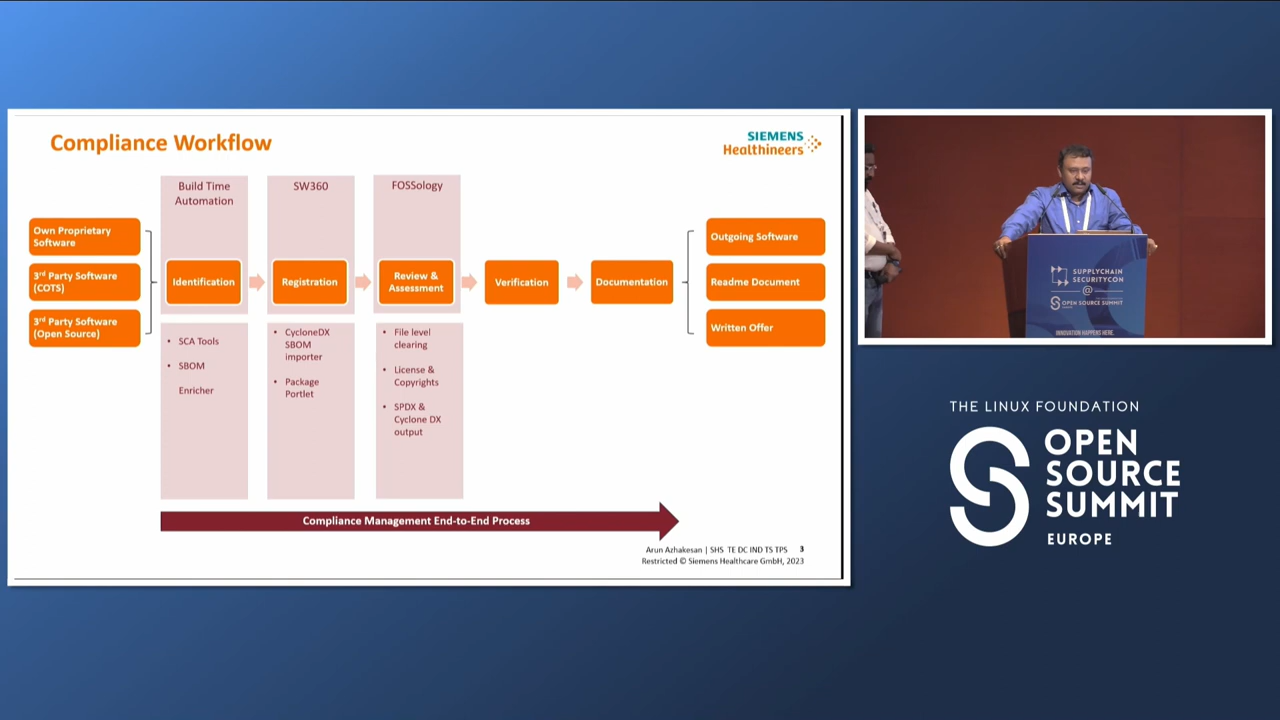 Compliance Workflow
SIEMENS
Healthineers
Build Time
Automation
SW360
FOSSology
Own Proprietary
Software
3rd Party Software
(COTS)
3rd Party Software
(Open Source)
Identification
Registration
Review &
Assessment
Verification
Documentation
Outgoing Software
Readme Document
Written Offer
• SCA Tools
• SBOM
Enricher
• CycloneDX
SBOM
importer
• Package
Portlet
• File level
clearing
• License &
Copyrights
• SPDX &
Cyclone DX
output
Compliance Management End-to-End Process
Arun Azhakesan | SHS TE DC IND TS TPS 3
Restricted © Siemens Healthcare GmbH, 2023
SUPPLYCHAIN
SECURITYCON
@
OPEN SOURCE SUMMIT
INNOVATION HAPPENS HERE.
THE LINUX FOUNDATION
OPEN
SOURCE
SUMMIT
EUROPE